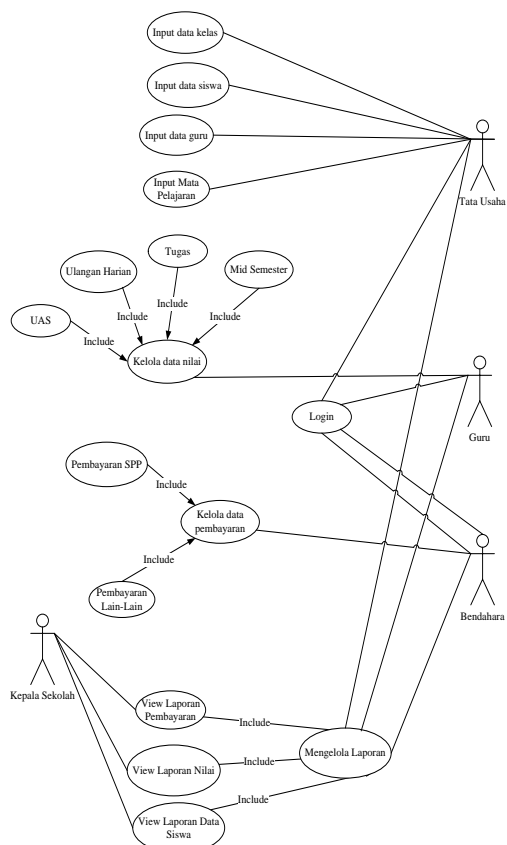 Input data kelas
Input data siswa
Input data guru
Input Mata
Pelajaran
Tata Usaha
Tugas
Ulangan Harian
Mid Semester
Include
Include
Include
UAS
Include
Kelola data nilai
Login
Guru
Pembayaran SPP
Include
Kelola data
pembayaran
Include
Bendahara
Pembayaran
Lain-Lain
Kepala Sekolah
View Laporan
Pembayaran
Include
Mengelola Laporan
View Laporan Nilai
Include
Include
View Laporan Data
Siswa